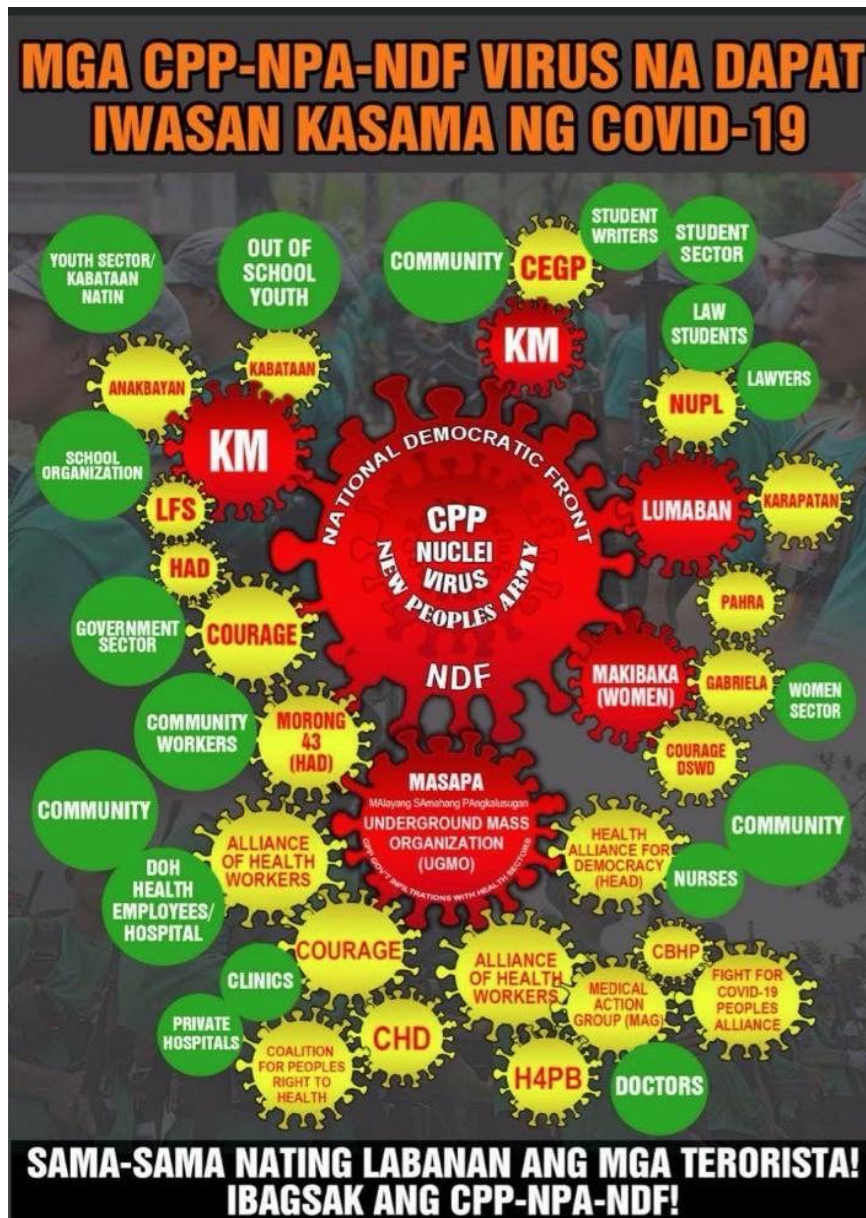 MGA CPP-NPA-NDF VIRUS NA DAPAT
IWASAN KASAMA NG COVID-19
YOUTH SECTOR/
KABATAAN
NATIN
OUT OF
SCHOOL
YOUTH
COMMUNITY
CEGP
STUDENT
WRITERS
STUDENT
SECTOR
KM
LAW
STUDENTS
LAWYERS
NUPL
ANAKBAYAN
KABATAAN
KM
SCHOOL
ORGANIZATION
LFS
HAD
LUMABAN
KARAPATAN
NATIONAL DEMOCRATIC FRONT
CPP
NUCLEI
VIRUS
NEW PEOPLES ARMY
NDF
GOVERNMENT
SECTOR
COURAGE
PAHRA
MAKIBAKA
(WOMEN)
GABRIELA
WOMEN
SECTOR
COURAGE
DSWD
COMMUNITY
WORKERS
MORONG
43
(HAD)
COMMUNITY
MASAPA
MAlayang SAmahang PAngkalusugan
UNDERGROUND MASS
ORGANIZATION
(UGMO)
CPP GOV'T INFILTRATIONS WITH HEALTH SECTORS
ALLIANCE
OF HEALTH
WORKERS
HEALTH
ALLIANCE FOR
DEMOCRACY
(HEAD)
COMMUNITY
NURSES
DOH
HEALTH
EMPLOYEES/
HOSPITAL
COURAGE
CLINICS
PRIVATE
HOSPITALS
COALITION
FOR PEOPLES
RIGHT TO
HEALTH
CHD
ALLIANCE
OF HEALTH
WORKERS
CBHP
MEDICAL
ACTION
GROUP (MAG)
FIGHT FOR
COVID-19
PEOPLES
ALLIANCE
H4PB
DOCTORS
SAMA-SAMA NATING LABANAN ANG MGA TERORISTA!
IBAGSAK ANG CPP-NPA-NDF!